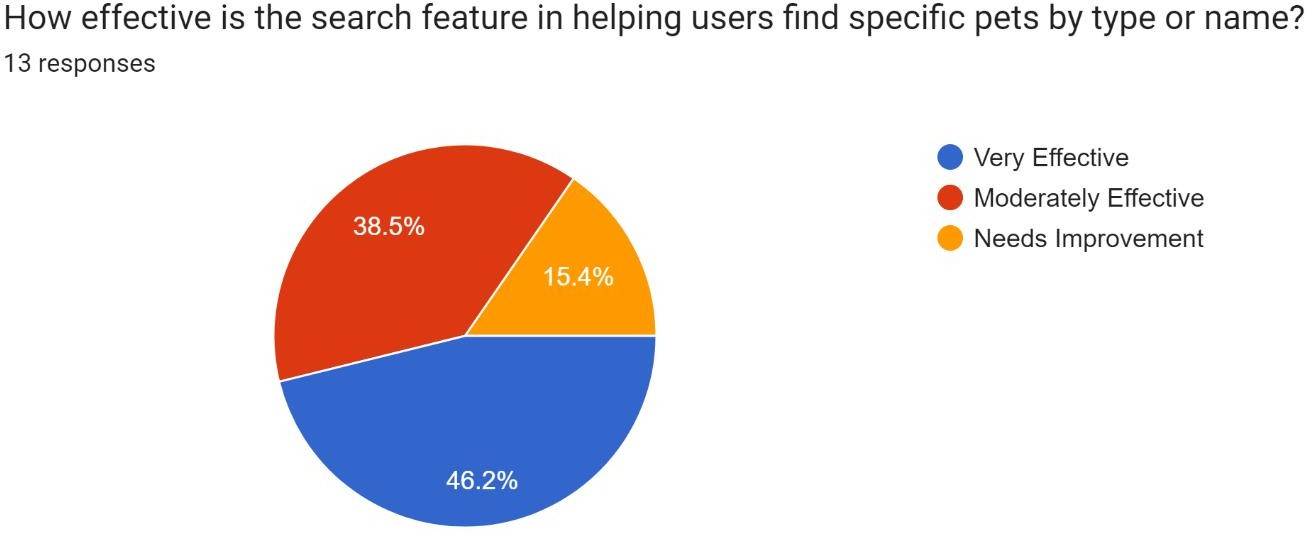 How effective is the search feature in helping users find specific pets by type or name?
13 responses
Very Effective
Moderately Effective
Needs Improvement
38.5%
15.4%
46.2%